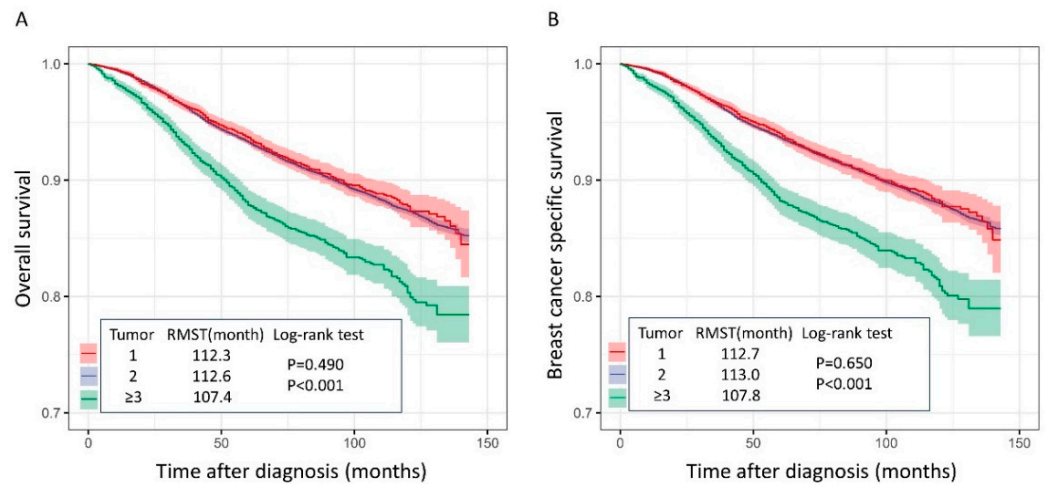 A
Overall survival
1.0
0.9
0.8
0.7
Tumor RMST(month) Log-rank test
1 112.3
P=0.490
2 112.6
P<0.001
≥3 107.4
0 50 100 150
Time after diagnosis (months)
B
Breast cancer specific survival
1.0
0.9
0.8
0.7
Tumor RMST(month) Log-rank test
1 112.7
P=0.650
2 113.0
P<0.001
≥3 107.8
0 50 100 150
Time after diagnosis (months)